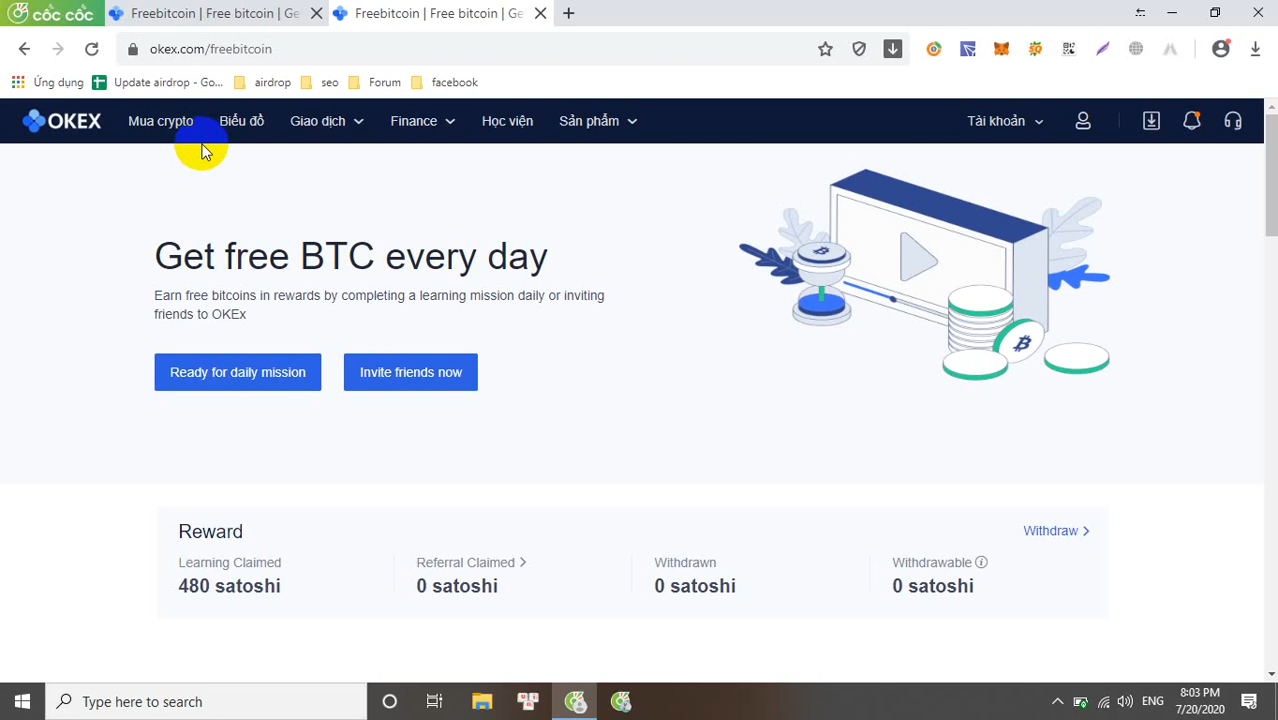 cốc cốc
Freebitcoin | Free bitcoin | Ge
Freebitcoin | Free bitcoin | Ge
okex.com/freebitcoin
Ứng dụng
Update airdrop - Go...
airdrop
seo
Forum
facebook
OKEX
Mua crypto
Biểu đồ
Giao dịch
Finance
Học viện
Sản phẩm
Tài khoản
Get free BTC every day
Earn free bitcoins in rewards by completing a learning mission daily or inviting
friends to OKEx
Ready for daily mission
Invite friends now
Reward
Withdraw >
Learning Claimed
480 satoshi
Referral Claimed >
0 satoshi
Withdrawn
0 satoshi
Withdrawable
0 satoshi
Type here to search
ENG
8:03 PM
7/20/2020